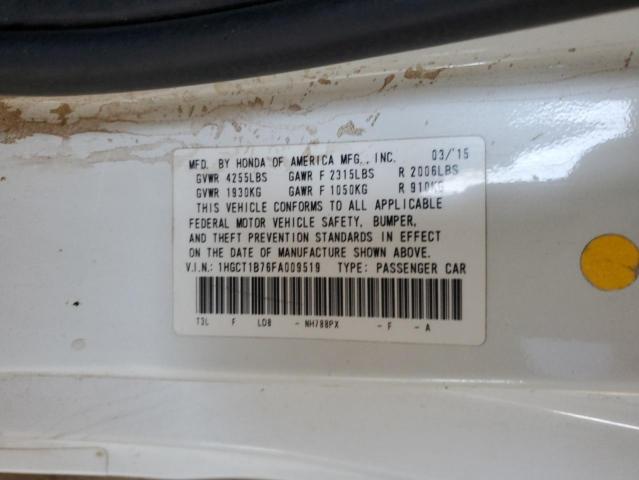 MFD. BY HONDA OF AMERICA MFG., INC. 03/'15
GVWR 4255LBS GAWR F 2315LBS R 2006LBS
GVWR 1930KG GAWR F 1050KG R 910KG
THIS VEHICLE CONFORMS TO ALL APPLICABLE
FEDERAL MOTOR VEHICLE SAFETY, BUMPER,
AND THEFT PREVENTION STANDARDS IN EFFECT
ON THE DATE OF MANUFACTURE SHOWN ABOVE.
V.I.N.: 1HGCT1B76FA009519 TYPE: PASSENGER CAR
T3L F LDB - NH788PX - F - A